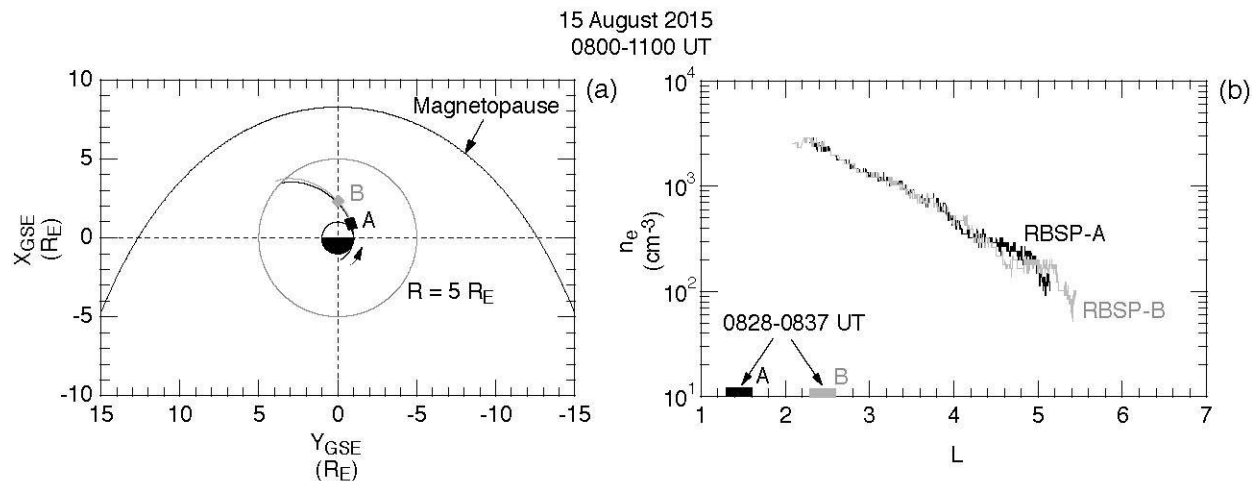 15 August 2015
0800-1100 UT
(a)
Magnetopause
B
A
R = 5 R_E
10
5
0
-5
-10
X_GSE
(R_E)
15
10
5
0
-5
-10
-15
Y_GSE
(R_E)
(b)
10^4
10^3
10^2
10^1
n_e
(cm-3)
RBSP-A
RBSP-B
0828-0837 UT
A
B
1
2
3
4
5
6
7
L